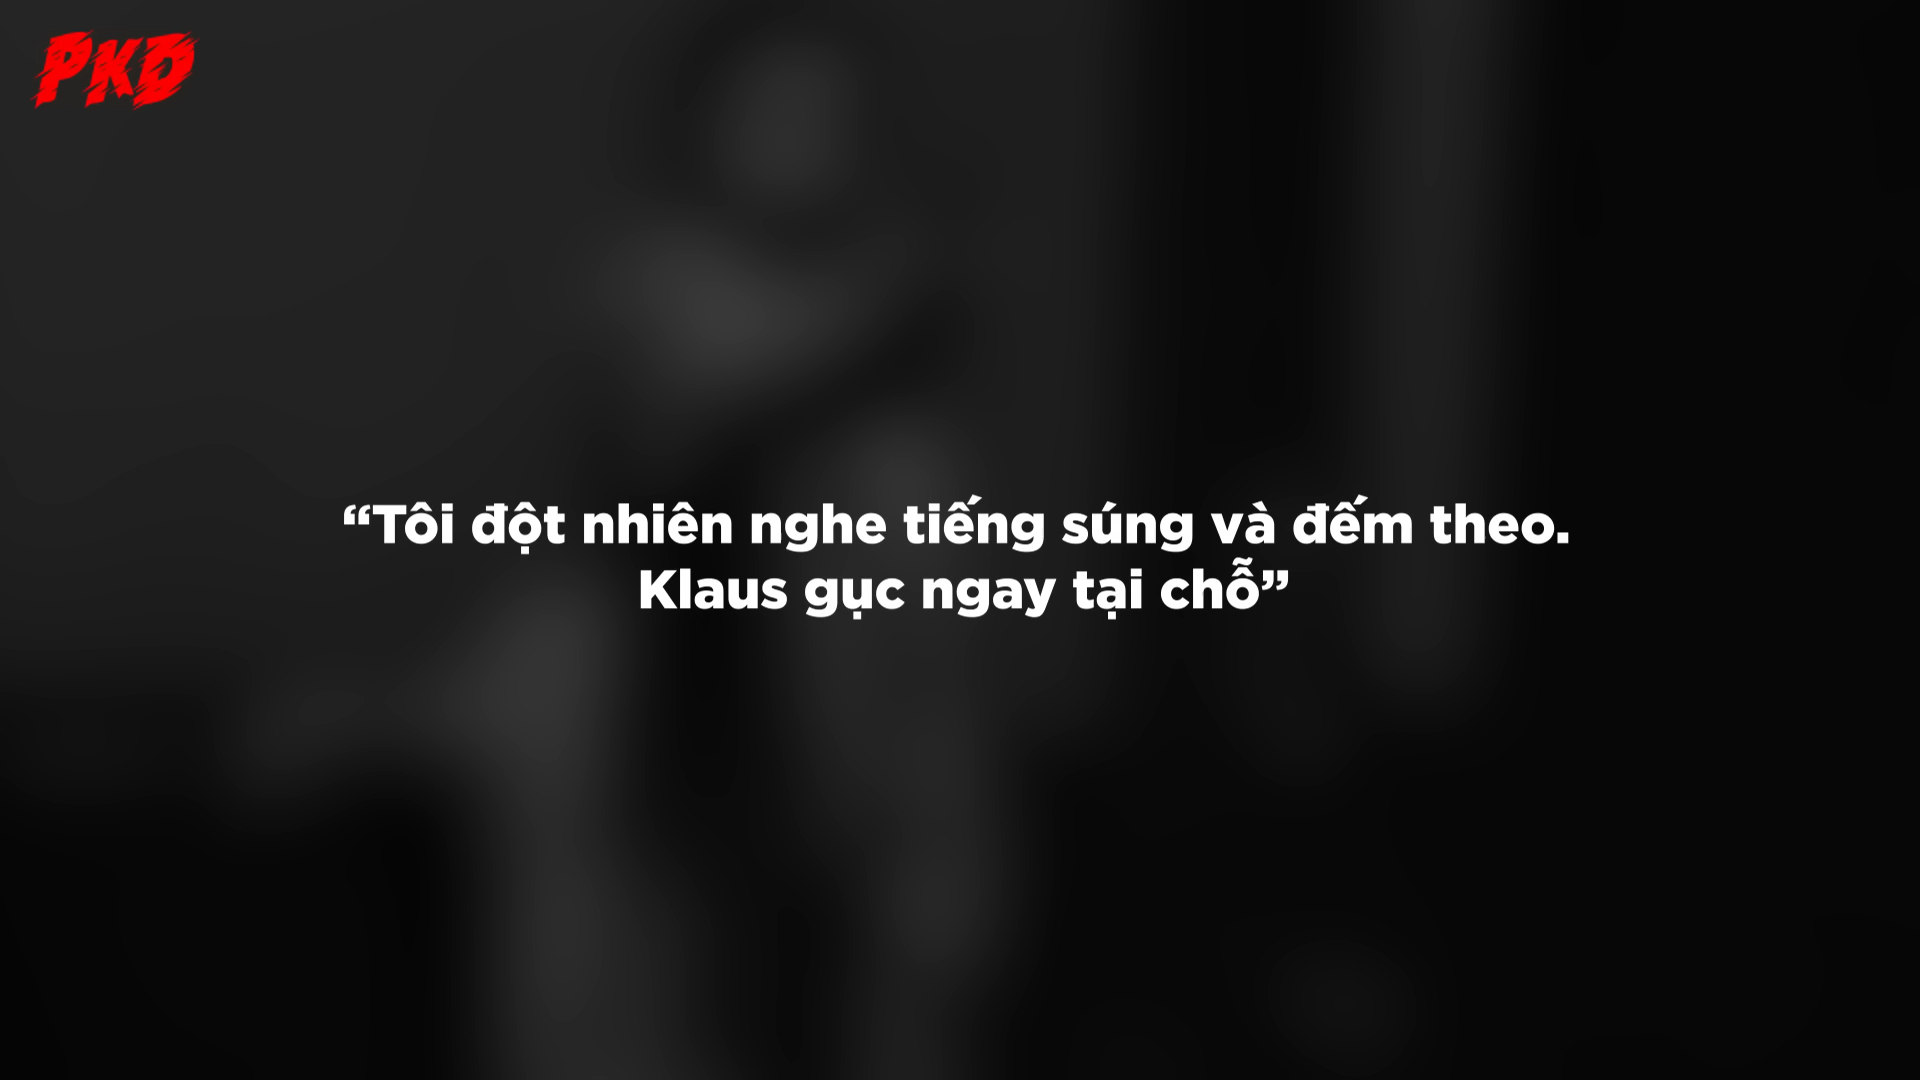 PKD
“Tôi đột nhiên nghe tiếng súng và đếm theo.
Klaus gục ngay tại chỗ”